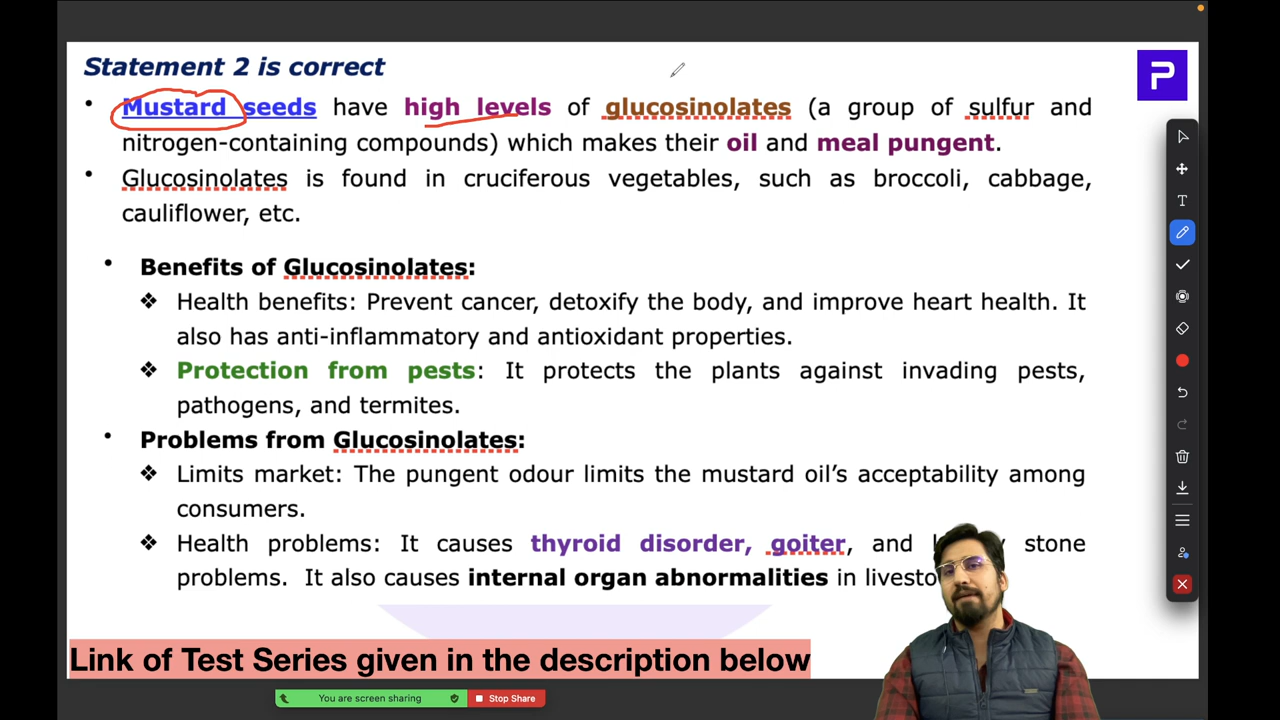 Statement 2 is correct
• Mustard seeds have high levels of glucosinolates (a group of sulfur and
nitrogen-containing compounds) which makes their oil and meal pungent.
• Glucosinolates is found in cruciferous vegetables, such as broccoli, cabbage,
cauliflower, etc.
• Benefits of Glucosinolates:
❖ Health benefits: Prevent cancer, detoxify the body, and improve heart health. It
also has anti-inflammatory and antioxidant properties.
❖ Protection from pests: It protects the plants against invading pests,
pathogens, and termites.
• Problems from Glucosinolates:
❖ Limits market: The pungent odour limits the mustard oil’s acceptability among
consumers.
❖ Health problems: It causes thyroid disorder, goiter, and stone
problems. It also causes internal organ abnormalities in
Link of Test Series given in the description below
You are screen sharing
Stop Share
P
T